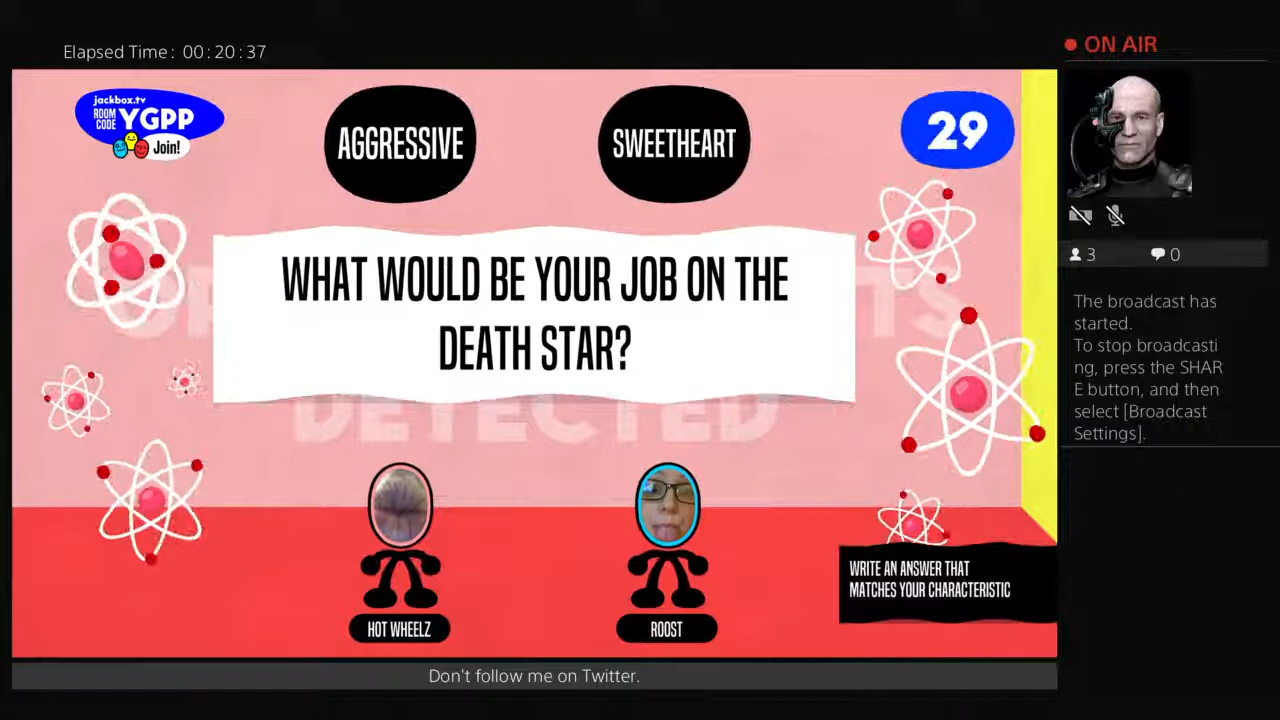 Elapsed Time: 00:20:37
ON AIR
jackbox.tv
ROOM CODE YGPP
Join!
AGGRESSIVE
SWEETHEART
29
WHAT WOULD BE YOUR JOB ON THE
DEATH STAR?
DETECTED
HOT WHEELZ
ROOST
WRITE AN ANSWER THAT
MATCHES YOUR CHARACTERISTIC
3
0
The broadcast has
started.
To stop broadcasti
ng, press the SHAR
E button, and then
select [Broadcast
Settings].
Don't follow me on Twitter.